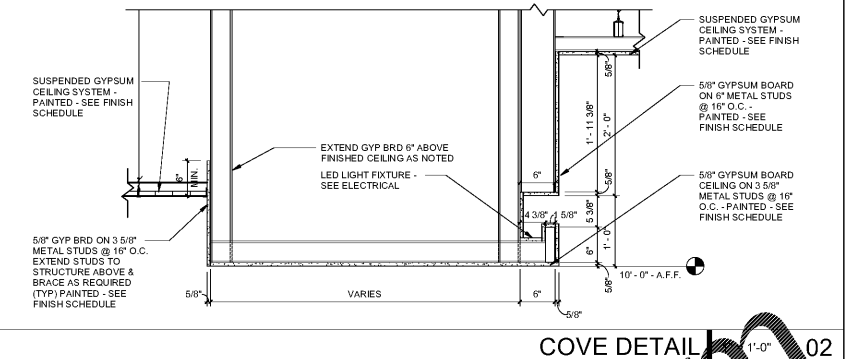 SUSPENDED GYPSUM
CEILING SYSTEM -
PAINTED - SEE FINISH
SCHEDULE
SUSPENDED GYPSUM
CEILING SYSTEM -
PAINTED - SEE FINISH
SCHEDULE
5/8" GYPSUM BOARD
ON 6" METAL STUDS
@ 16" O.C. -
PAINTED - SEE
FINISH SCHEDULE
EXTEND GYP BRD 6" ABOVE
FINISHED CEILING AS NOTED
LED LIGHT FIXTURE -
SEE ELECTRICAL
5/8" GYPSUM BOARD
CEILING ON 3 5/8"
METAL STUDS @ 16"
O.C. - PAINTED - SEE
FINISH SCHEDULE
5/8" GYP BRD ON 3 5/8"
METAL STUDS @ 16" O.C.
EXTEND STUDS TO
STRUCTURE ABOVE &
BRACE AS REQUIRED
(TYP) PAINTED - SEE
FINISH SCHEDULE
6"
MIN.
6"
5/8"
1' - 11 3/8"
2' - 0"
5/8"
5 3/8"
1' - 0"
6"
5/8"
4 3/8"
1 5/8"
10' - 0" - A.F.F.
5/8"
VARIES
6"
5/8"
COVE DETAIL
1'-0"
02